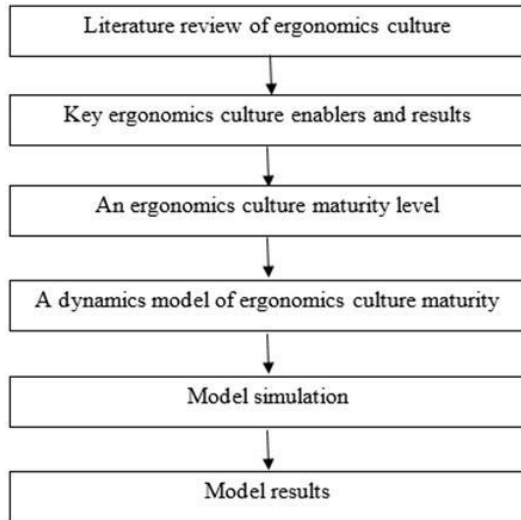 Literature review of ergonomics culture
Key ergonomics culture enablers and results
An ergonomics culture maturity level
A dynamics model of ergonomics culture maturity
Model simulation
Model results